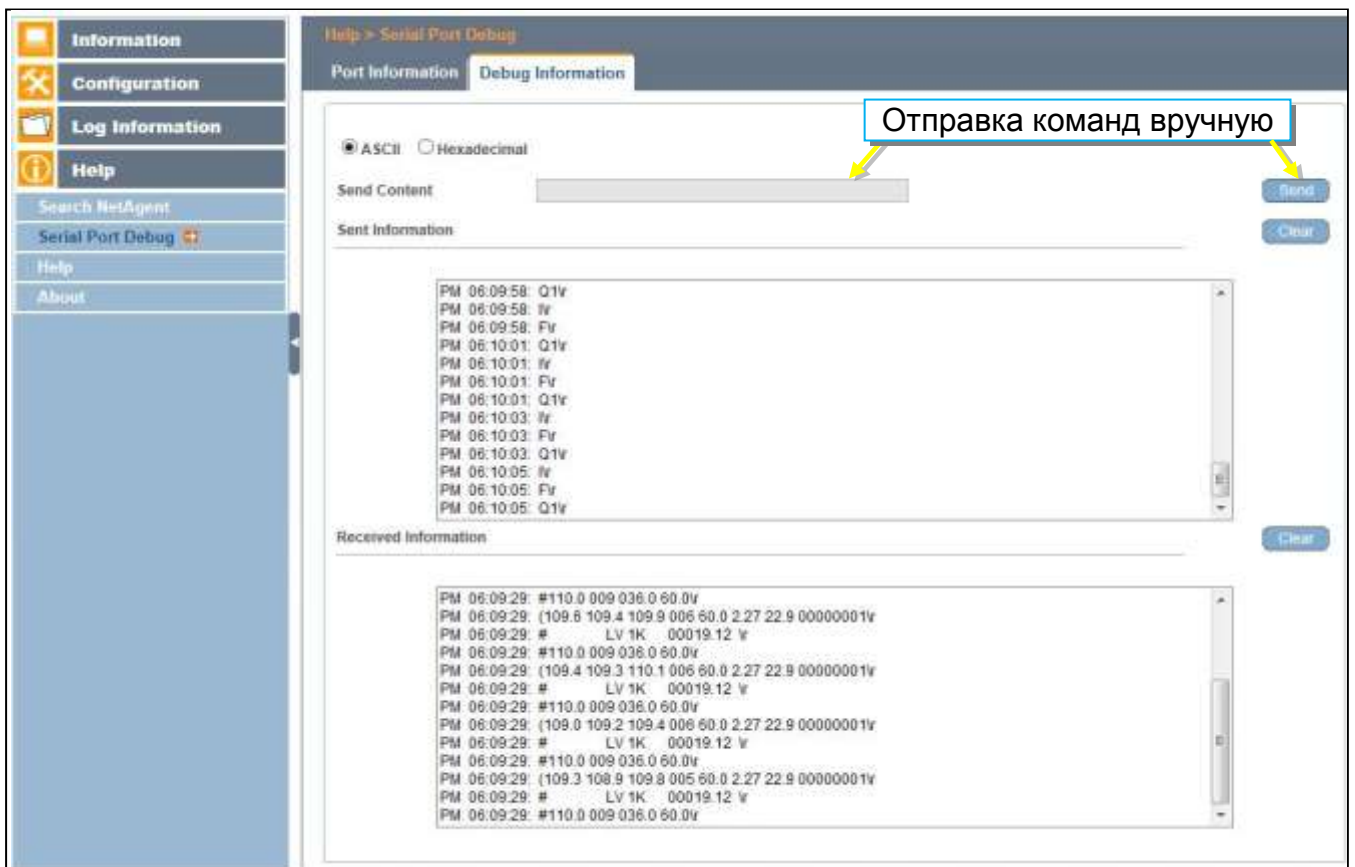 Information
Configuration
Log Information
Help
Search NetAgent
Serial Port Debug
Help
About
Help > Serial Port Debug
Port Information
Debug Information
Отправка команд вручную
ASCII Hexadecimal
Send Content
Send
Sent Information
Clear
PM 06:09:58: Q1\r
PM 06:09:58: I\r
PM 06:09:58: F\r
PM 06:10:01: Q1\r
PM 06:10:01: I\r
PM 06:10:01: F\r
PM 06:10:01: Q1\r
PM 06:10:03: I\r
PM 06:10:03: F\r
PM 06:10:03: Q1\r
PM 06:10:05: I\r
PM 06:10:05: F\r
PM 06:10:05: Q1\r
Received Information
Clear
PM 06:09:29: #110.0 009 036.0 60.0\r
PM 06:09:29: (109.6 109.4 109.9 006 60.0 2.27 22.9 00000001\r
PM 06:09:29: # LV 1K 00019.12 \r
PM 06:09:29: #110.0 009 036.0 60.0\r
PM 06:09:29: (109.4 109.3 110.1 006 60.0 2.27 22.9 00000001\r
PM 06:09:29: # LV 1K 00019.12 \r
PM 06:09:29: #110.0 009 036.0 60.0\r
PM 06:09:29: (109.0 109.2 109.4 006 60.0 2.27 22.9 00000001\r
PM 06:09:29: # LV 1K 00019.12 \r
PM 06:09:29: #110.0 009 036.0 60.0\r
PM 06:09:29: (109.3 108.9 109.8 005 60.0 2.27 22.9 00000001\r
PM 06:09:29: # LV 1K 00019.12 \r
PM 06:09:29: #110.0 009 036.0 60.0\r